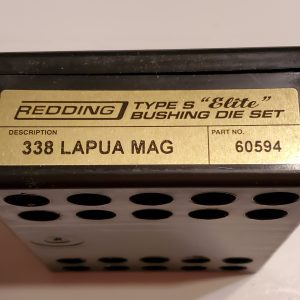 REDDING TYPE S "Elite"
BUSHING DIE SET
DESCRIPTION PART NO.
338 LAPUA MAG 60594